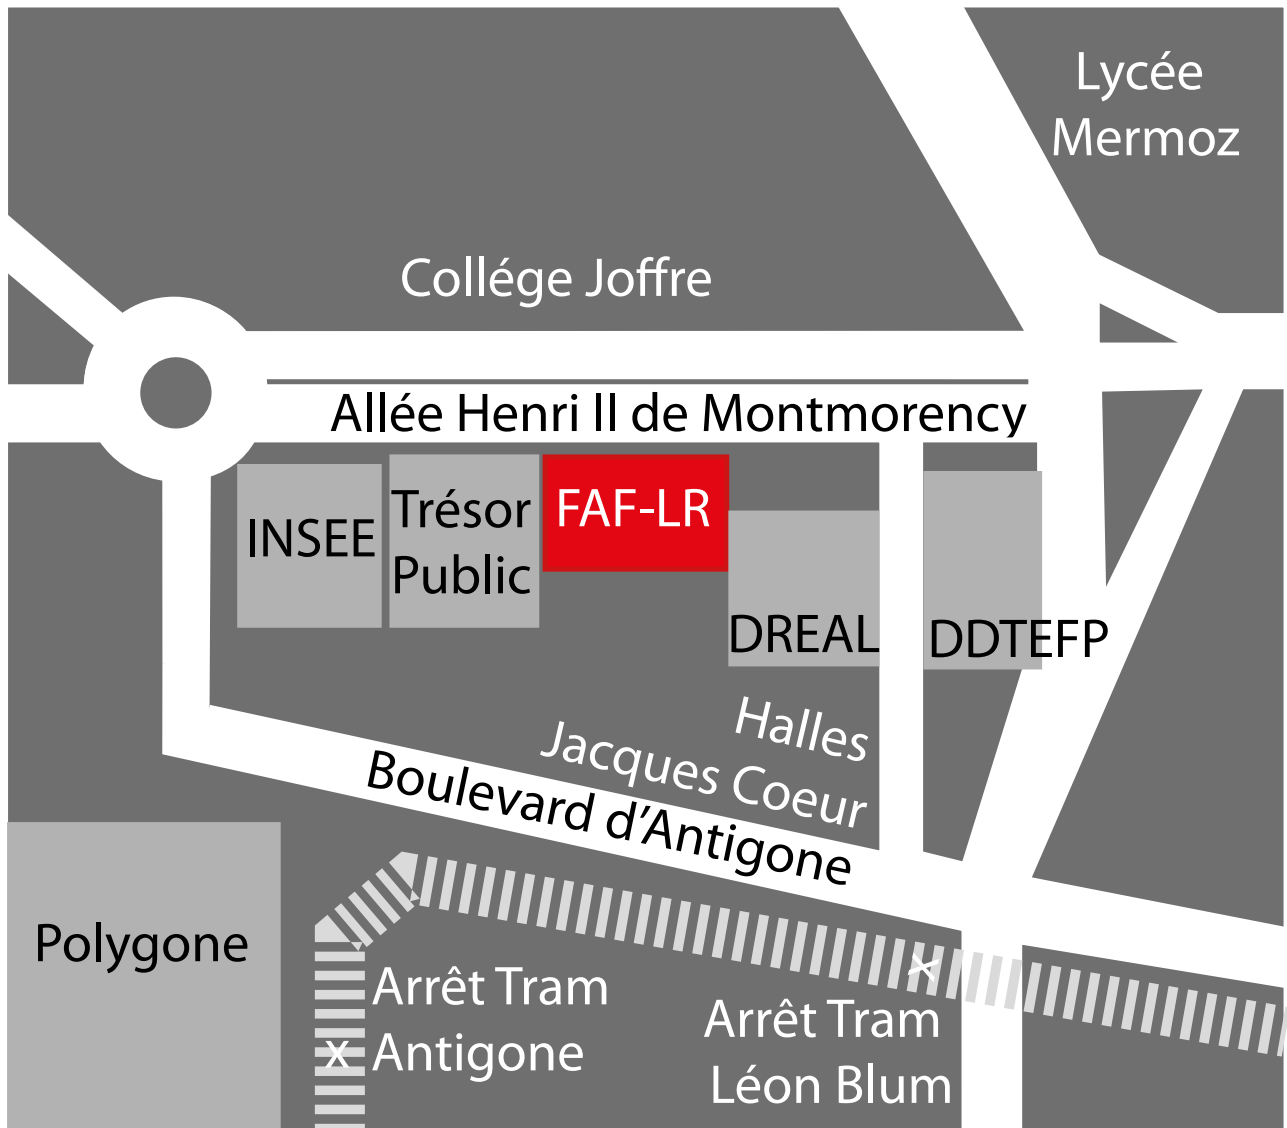 Lycée
Mermoz
Collége Joffre
Allée Henri II de Montmorency
INSEE
Trésor
Public
FAF-LR
DREAL
DDTEFP
Halles
Jacques Coeur
Boulevard d'Antigone
Polygone
Arrêt Tram
Antigone
X
Arrêt Tram
Léon Blum
X